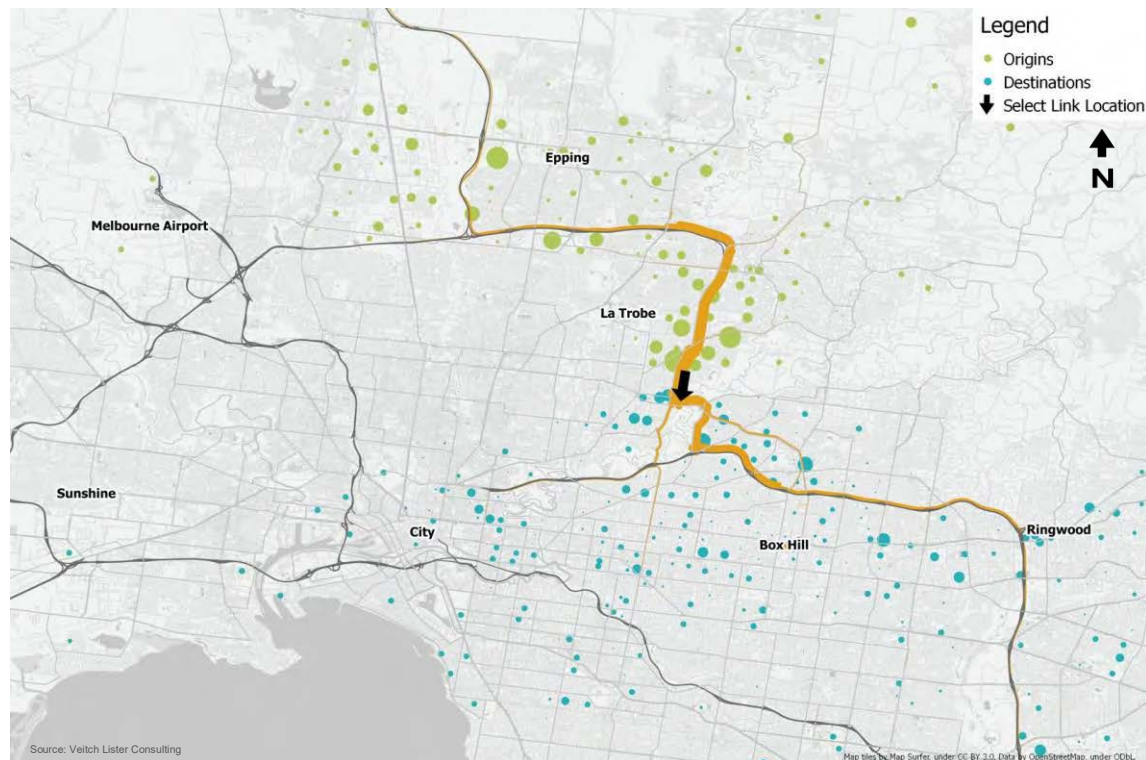 Legend
Origins
Destinations
Select Link Location
N
Epping
Melbourne Airport
La Trobe
Sunshine
City
Box Hill
Ringwood
Source: Veitch Lister Consulting
Map tiles by Map Surfer, under CC BY 3.0. Data by OpenStreetMap, under ODbL.